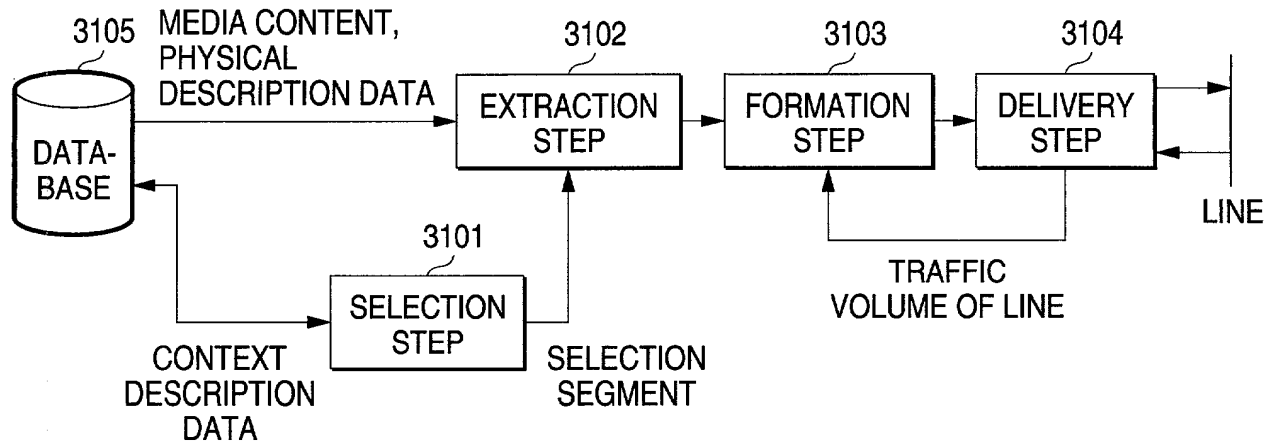 3105
MEDIA CONTENT,
PHYSICAL
DESCRIPTION DATA
3102
3103
3104
DATA-
BASE
EXTRACTION
STEP
FORMATION
STEP
DELIVERY
STEP
LINE
3101
SELECTION
STEP
TRAFFIC
VOLUME OF LINE
CONTEXT
DESCRIPTION
DATA
SELECTION
SEGMENT